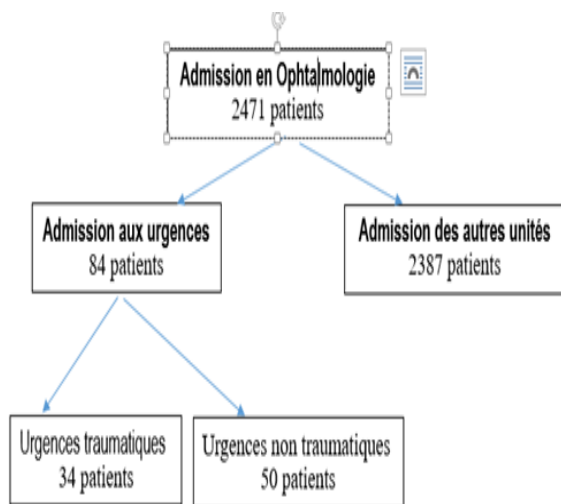 Admission en Ophtalmologie
2471 patients
Admission aux urgences
84 patients
Admission des autres unités
2387 patients
Urgences traumatiques
34 patients
Urgences non traumatiques
50 patients